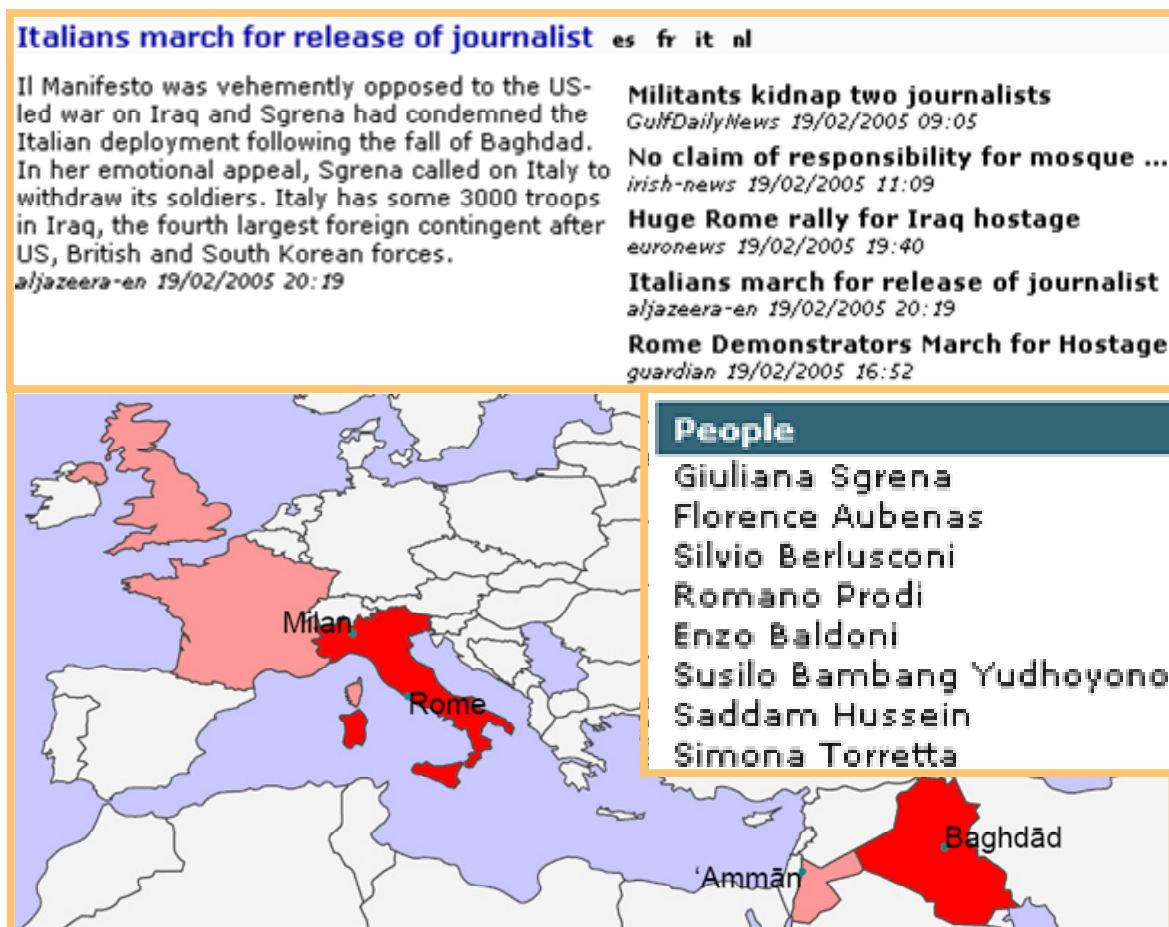 Italians march for release of journalist es fr it nl
Il Manifesto was vehemently opposed to the US-
led war on Iraq and Sgrena had condemned the
Italian deployment following the fall of Baghdad.
In her emotional appeal, Sgrena called on Italy to
withdraw its soldiers. Italy has some 3000 troops
in Iraq, the fourth largest foreign contingent after
US, British and South Korean forces.
aljazeera-en 19/02/2005 20:19
Militants kidnap two journalists
GulfDailyNews 19/02/2005 09:05
No claim of responsibility for mosque ...
irish-news 19/02/2005 11:09
Huge Rome rally for Iraq hostage
euronews 19/02/2005 19:40
Italians march for release of journalist
aljazeera-en 19/02/2005 20:19
Rome Demonstrators March for Hostage
guardian 19/02/2005 16:52
People
Giuliana Sgrena
Florence Aubenas
Silvio Berlusconi
Romano Prodi
Enzo Baldoni
Susilo Bambang Yudhoyono
Saddam Hussein
Simona Torretta
Milan
Rome
Baghdād
‘Ammān